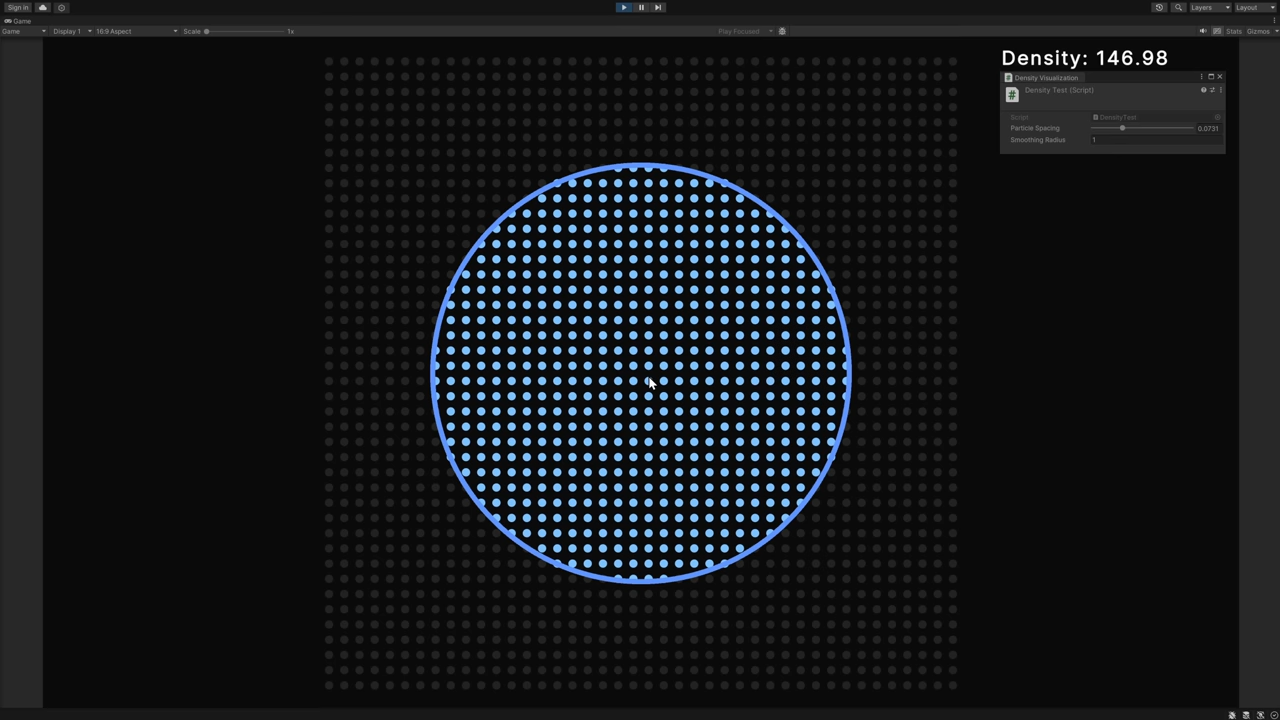 Sign in
Layers
Layout
Game
Game
Display 1
16:9 Aspect
Scale
1x
Play Focused
Stats
Gizmos
Density: 146.98
Density Visualization
#
Density Test (Script)
Script
DensityTest
Particle Spacing
0.0731
Smoothing Radius
1